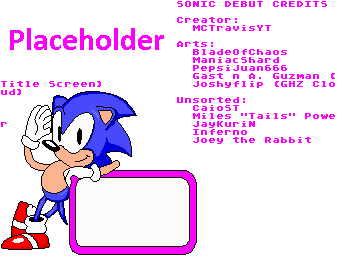 SONIC DEBUT CREDITS
Creator:
MCTravisYT
Placeholder
Arts:
BladeOfChaos
ManiacShard
PepsiJuan666
Gast n A. Guzman (
Title Screen)
Joshyflip (GHZ Clo
ud)
Unsorted:
CaioST
Miles "Tails" Powe
r
JayKuriN
Inferno
Joey the Rabbit